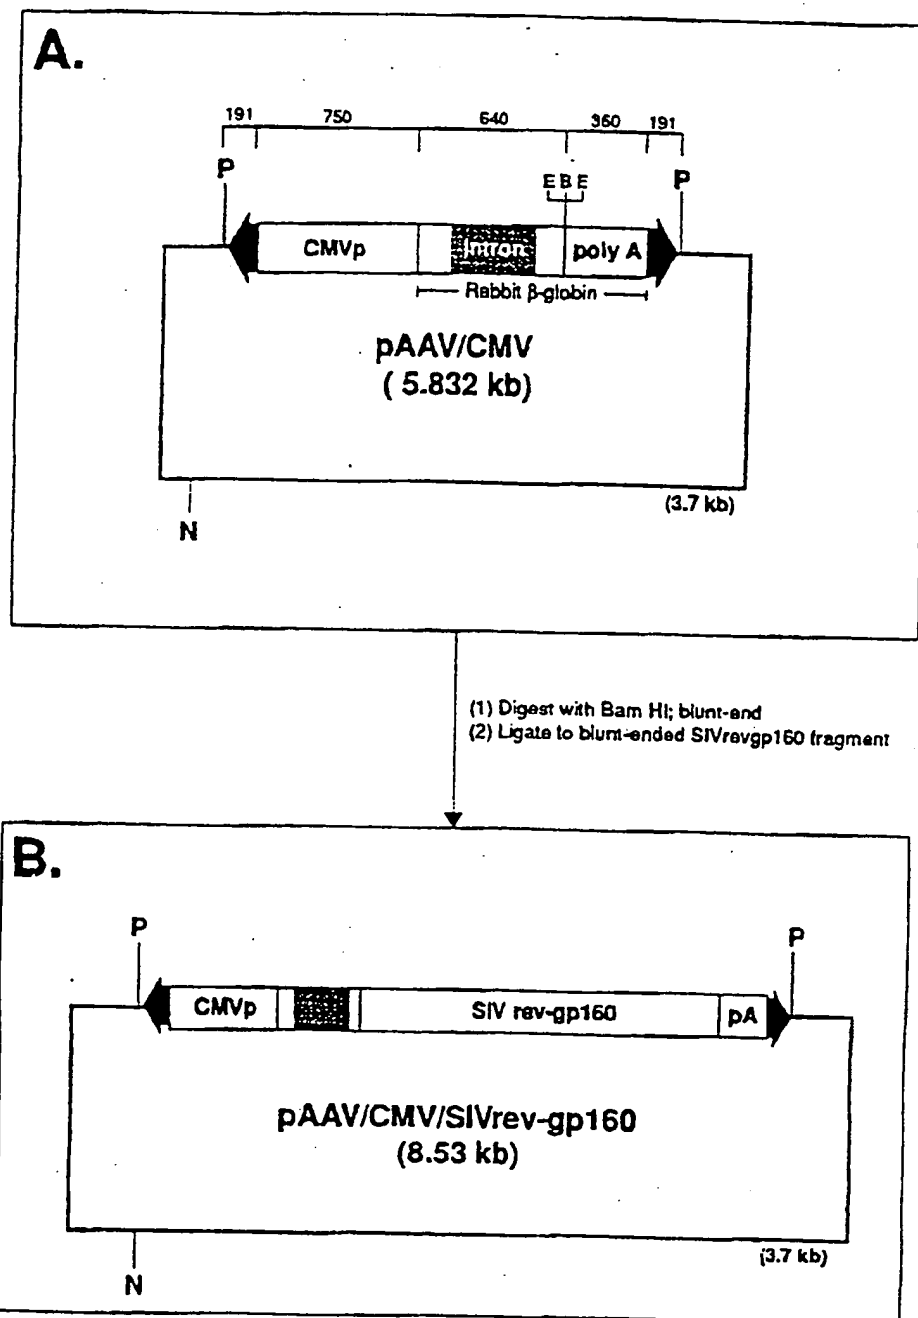 A.
191 750 640 360 191
P P
E B E
CMVp Intron poly A
Rabbit β-globin
pAAV/CMV
( 5.832 kb)
(3.7 kb)
N
(1) Digest with Bam HI; blunt-end
(2) Ligate to blunt-ended SIVrevgp160 fragment
B.
P P
CMVp SIV rev-gp160 pA
pAAV/CMV/SIVrev-gp160
(8.53 kb)
(3.7 kb)
N